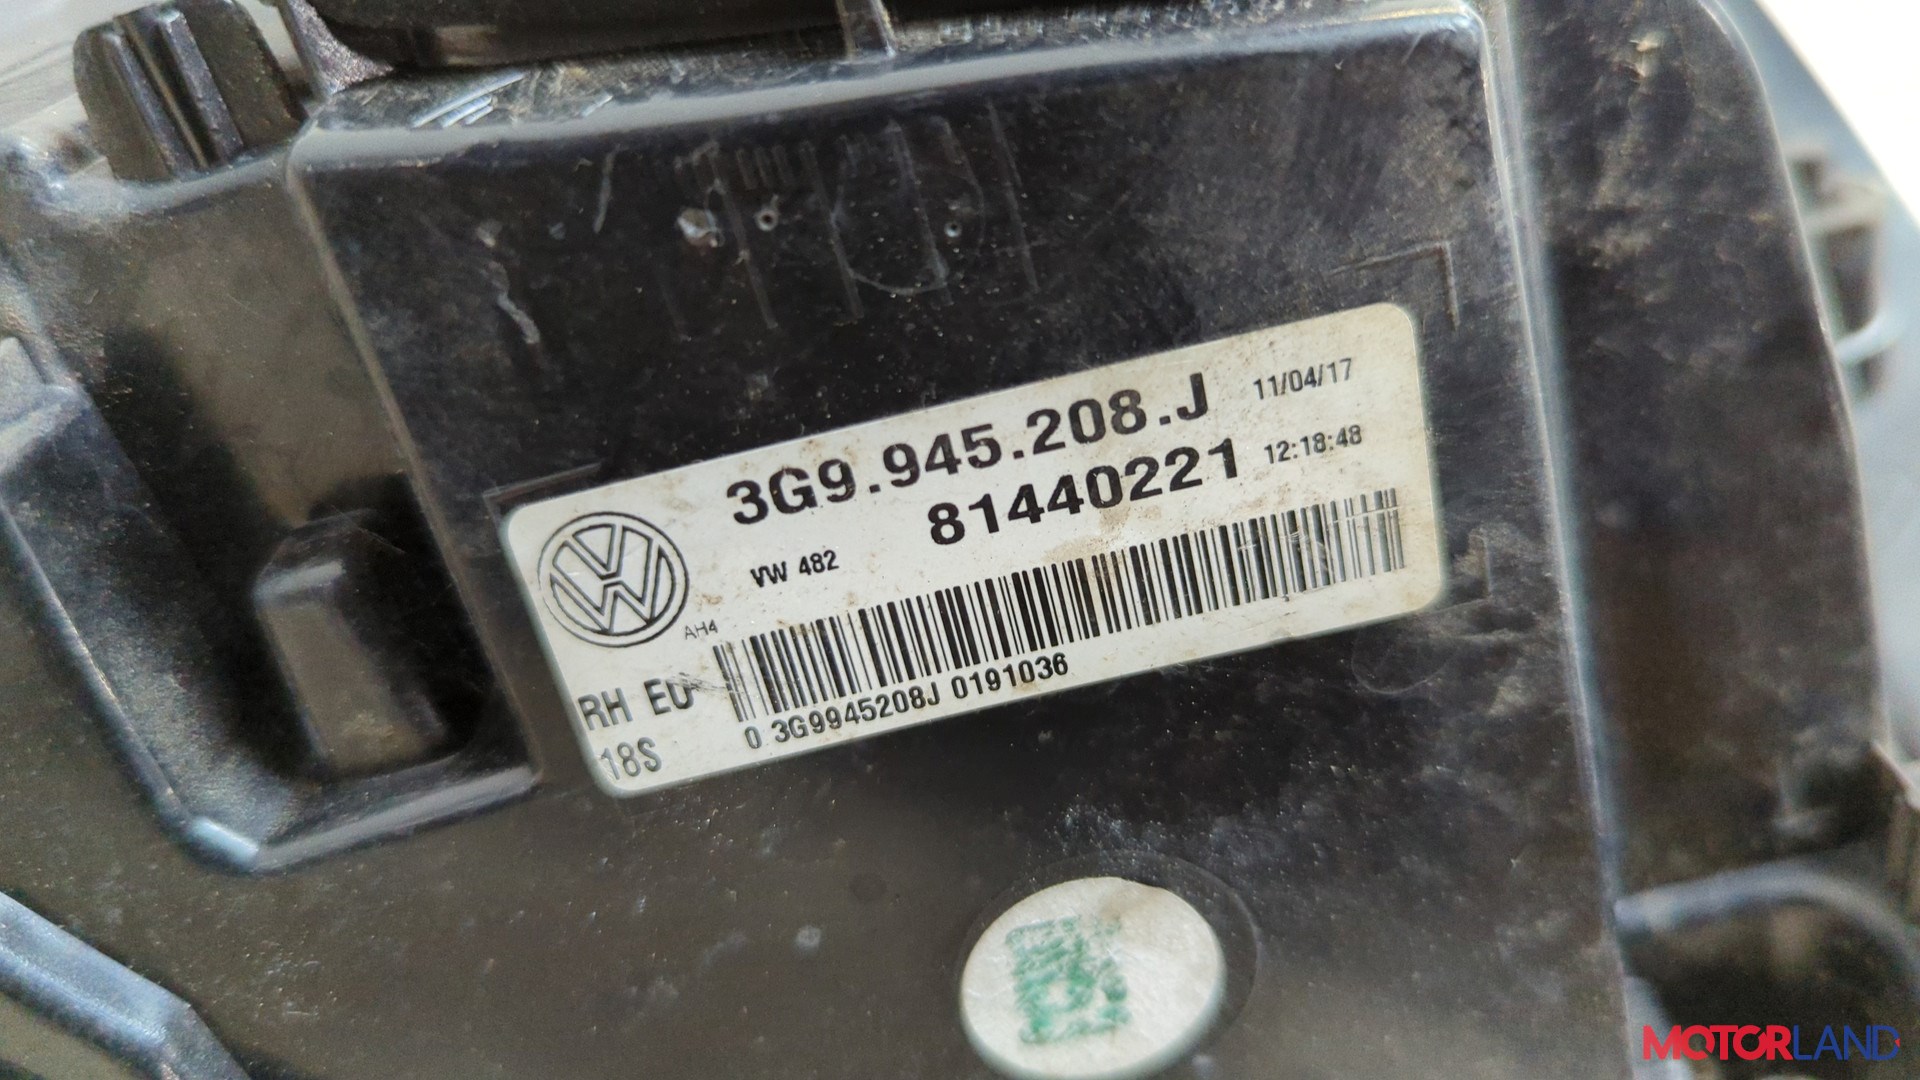 3G9.945.208.J 11/04/17
81440221 12:18:48
VW 482
AH4
RH EU
18S
0 3G9945208J 0191036
MOTORLAND